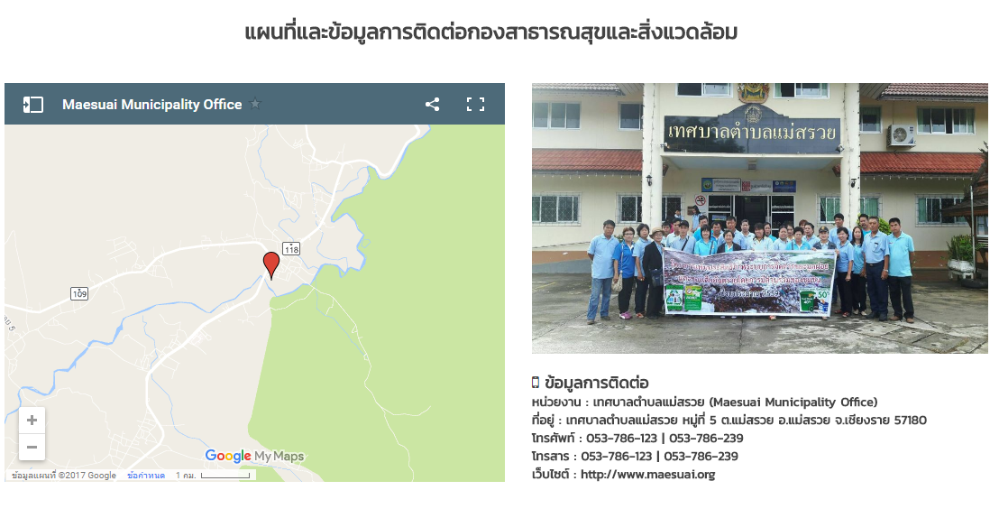 แผนที่และข้อมูลการติดต่อกองสาธารณสุขและสิ่งแวดล้อม
Maesuai Municipality Office
118
109
Google My Maps
ข้อมูลแผนที่ ©2017 Google ข้อกำหนด 1 กม.
เทศบาลตำบลแม่สรวย
50%
ข้อมูลการติดต่อ
หน่วยงาน : เทศบาลตำบลแม่สรวย (Maesuai Municipality Office)
ที่อยู่ : เทศบาลตำบลแม่สรวย หมู่ที่ 5 ต.แม่สรวย อ.แม่สรวย จ.เชียงราย 57180
โทรศัพท์ : 053-786-123 | 053-786-239
โทรสาร : 053-786-123 | 053-786-239
เว็บไซต์ : http://www.maesuai.org